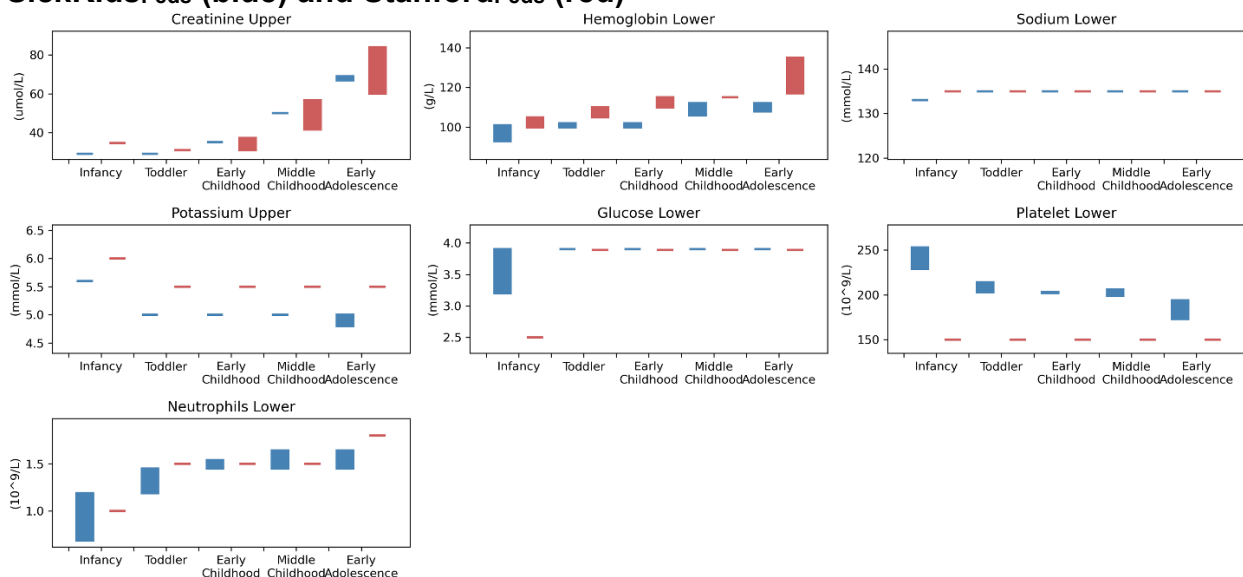 (blue) and Stanford (red)
Creatinine Upper
Hemoglobin Lower
Sodium Lower
80
60
40
(umol/L)
140
120
100
(g/L)
140
130
120
(mmol/L)
Infancy Toddler Early Middle Early
Childhood Childhood Adolescence
Infancy Toddler Early Middle Early
Childhood Childhood Adolescence
Infancy Toddler Early Middle Early
Childhood Childhood Adolescence
Potassium Upper
Glucose Lower
Platelet Lower
6.5
6.0
5.5
5.0
4.5
(mmol/L)
4.0
3.5
3.0
2.5
(mmol/L)
250
200
150
(10^9/L)
Infancy Toddler Early Middle Early
Childhood Childhood Adolescence
Infancy Toddler Early Middle Early
Childhood Childhood Adolescence
Infancy Toddler Early Middle Early
Childhood Childhood Adolescence
Neutrophils Lower
1.5
1.0
(10^9/L)
Infancy Toddler Early Middle Early
Childhood Childhood Adolescence